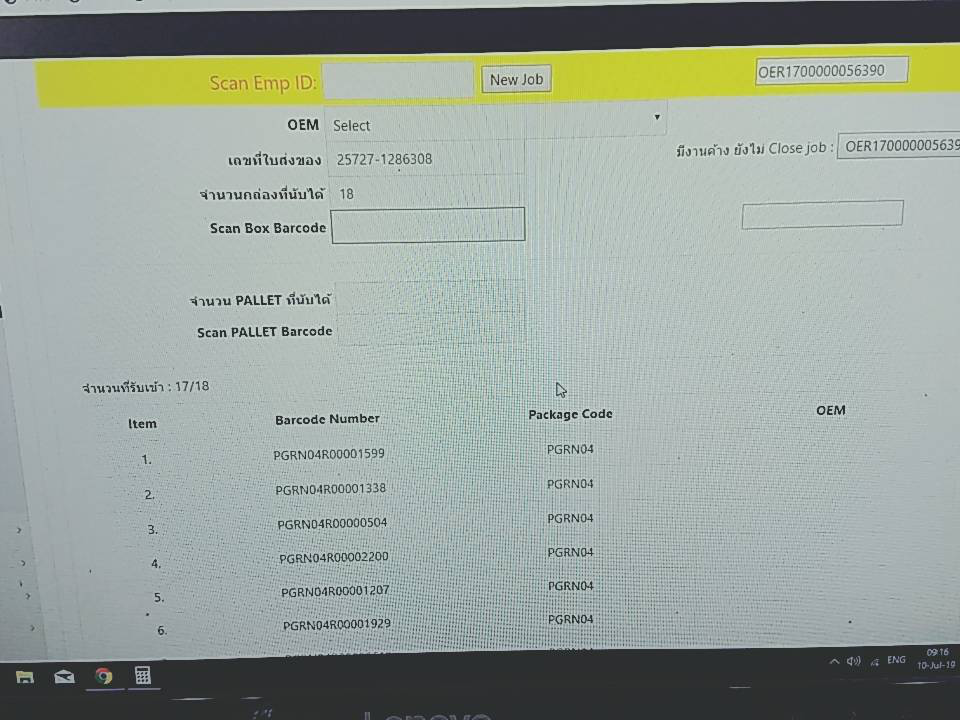 Scan Emp ID: New Job OER1700000056390
OEM Select
เลขที่ใบส่งของ 25727-1286308 มีงานค้าง ยังไม่ Close job : OER170000005639
จำนวนกล่องที่นับได้ 18
Scan Box Barcode
จำนวน PALLET ที่นับได้
Scan PALLET Barcode
จำนวนที่รับเข้า : 17/18
Item Barcode Number Package Code OEM
1. PGRN04R00001599 PGRN04
2. PGRN04R00001338 PGRN04
3. PGRN04R00000504 PGRN04
4. PGRN04R00002200 PGRN04
5. PGRN04R00001207 PGRN04
6. PGRN04R00001929 PGRN04
ENG 09:16
10-Jul-19